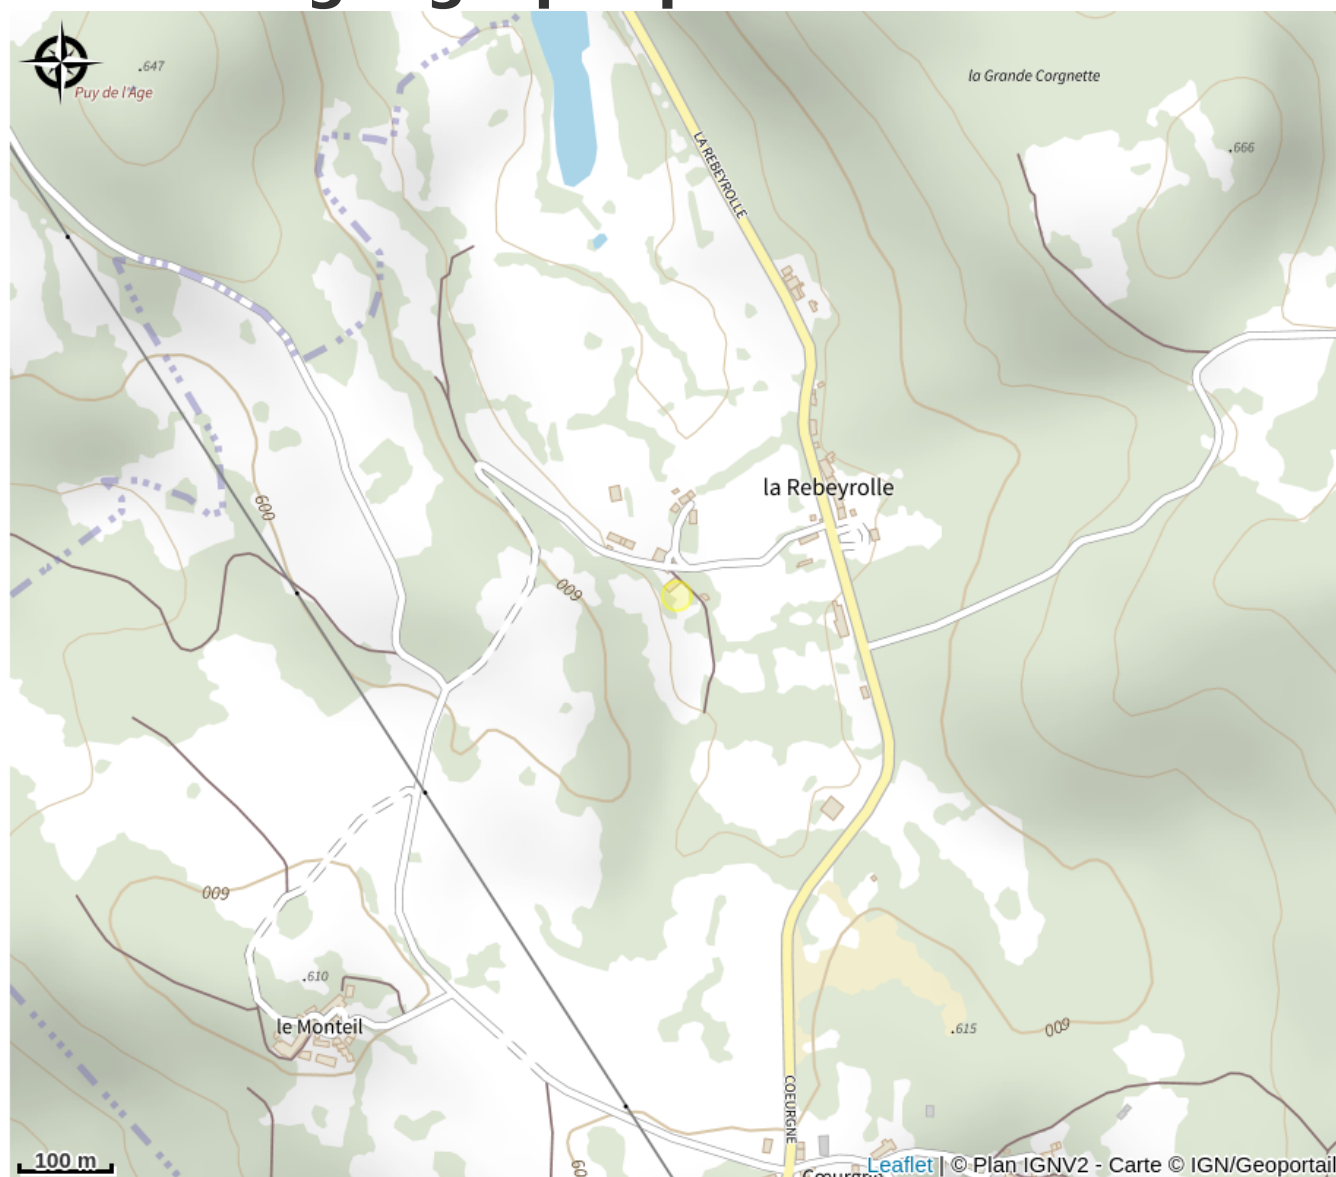 .647
Puy de l'Age
la Grande Corgnette
.666
LA REBEYROLLE
la Rebeyrolle
600
600
600
.610
le Monteil
.615
600
COEURGNE
100 m
Leaflet | © Plan IGNV2 - Carte © IGN/Geoportail